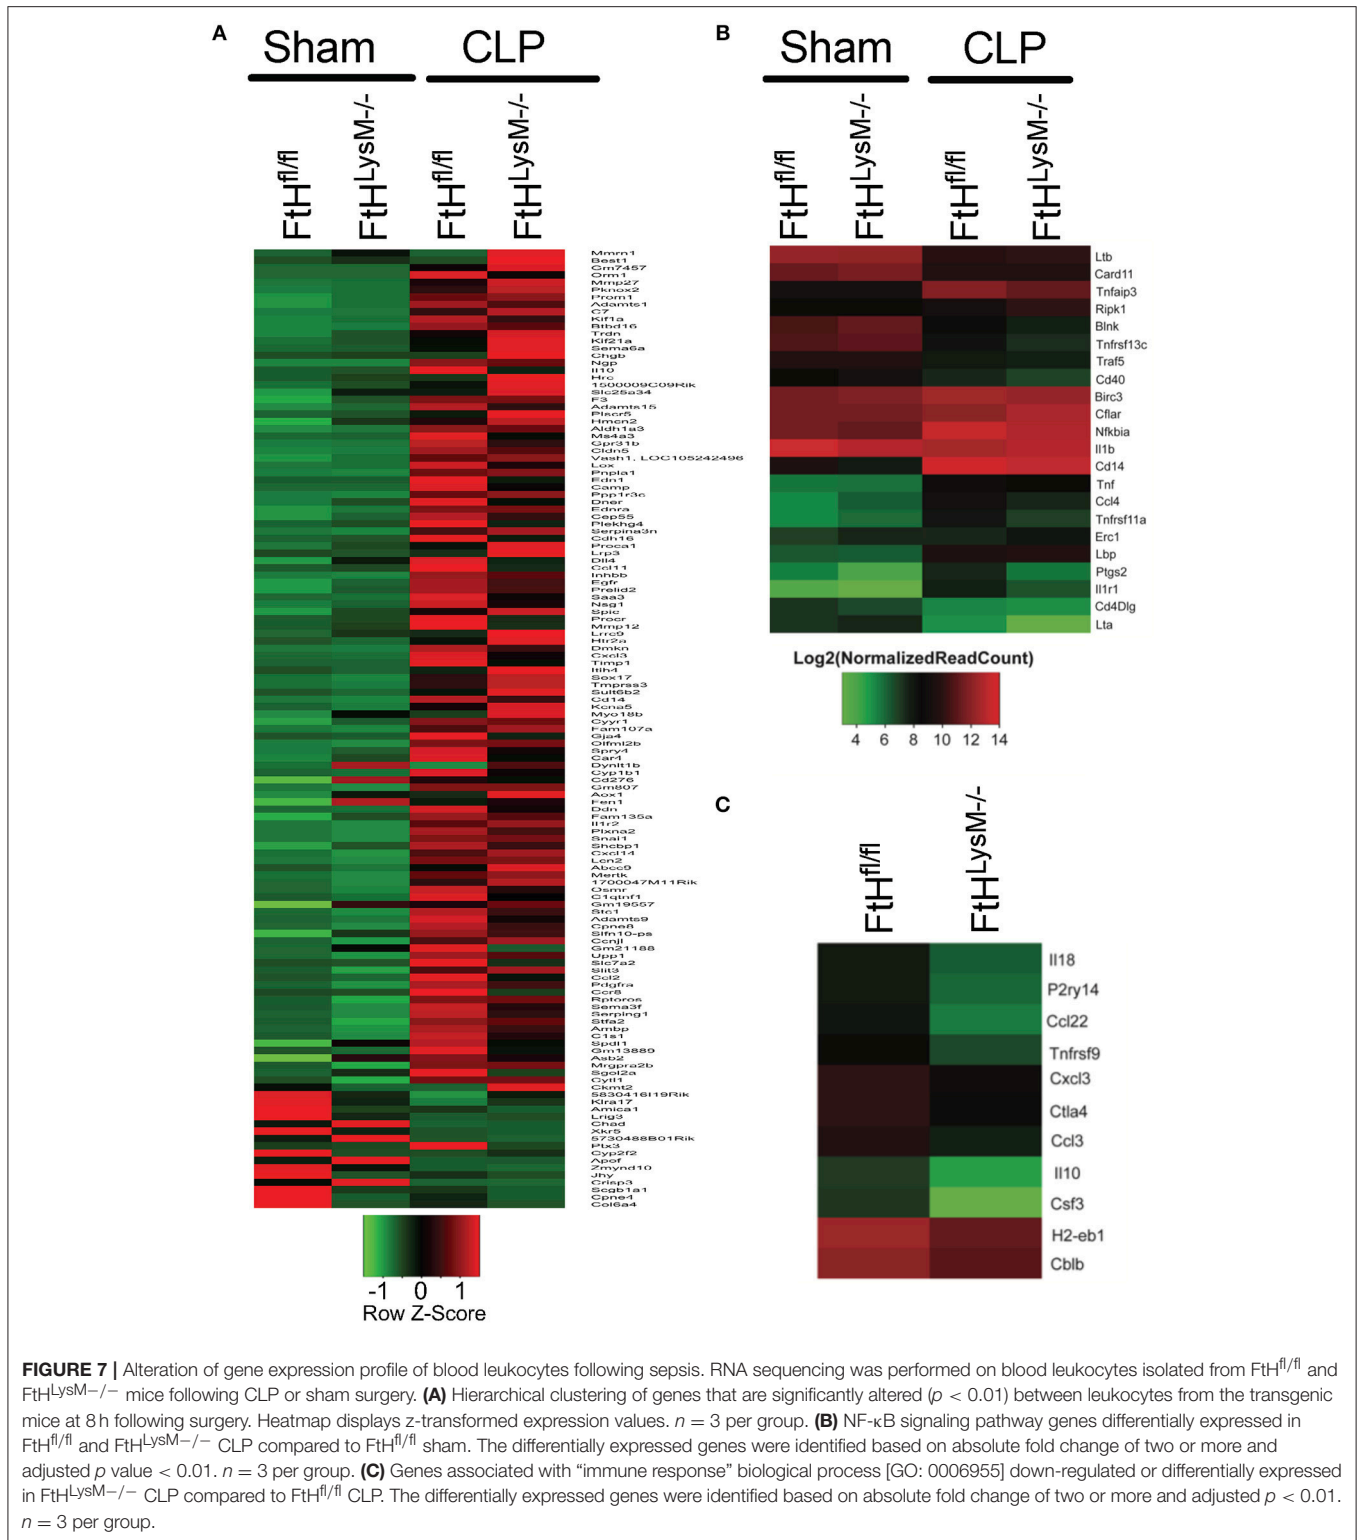 A
Sham
CLP
FtHfl/fl
FtHLysM-/-
FtHfl/fl
FtHLysM-/-
Mmrn1
Best1
Gm7457
Orm1
Mmp27
Pknox2
Prom1
Adamts1
C7
Kif1a
Btbd16
Trdn
Kif21a
Sema6a
Chgb
Ngp
Il10
Hrc
1500009C09Rik
Slc25a34
F3
Adamts15
Plscr5
Hmcn2
Aldh1a3
Ms4a3
Gpr31b
Cldn5
Vash1, LOC105242496
Lox
Pnpla1
Edn1
Camp
Ppp1r3c
Dner
Ednra
Cep55
Plekhg4
Serpina3n
Cdh16
Proca1
Lrp3
Dll4
Ccl11
Inhbb
Egfr
Prelid2
Saa3
Nsg1
Spic
Procr
Mmp12
Lrrc9
Htr2a
Dmkn
Cxcl3
Timp1
Itih4
Sox17
Tmprss3
Sult6b2
Cd14
Kcna5
Myo18b
Cyyr1
Fam107a
Gja4
Olfml2b
Spry4
Car4
Dynlt1b
Cyp1b1
Cd276
Gm807
Aox1
Fen1
Ddn
Fam135a
Il1r2
Plxna2
Snai1
Shcbp1
Cxcl14
Lcn2
Abcc9
Mertk
1700047M11Rik
Osmr
C1qtnf1
Gm19557
Stc1
Adamts9
Cpne8
Slfn10-ps
Ccnjl
Gm21188
Upp1
Slc7a2
Slit3
Ccl2
Pdgfra
Ccr8
Rptoros
Sema3f
Serping1
Stfa2
Ambp
C1s1
Spdl1
Gm13889
Asb2
Mrgpra2b
Sgol2a
Cytl1
Ckmt2
5830416I19Rik
Klra17
Amica1
Lrig3
Chad
Xkr5
5730488B01Rik
Ptx3
Cyp2f2
Apof
Zmynd10
Jhy
Crisp3
Scgb1a1
Cpne4
Col6a4
-1 0 1
Row Z-Score
B
Sham
CLP
FtHfl/fl
FtHLysM-/-
FtHfl/fl
FtHLysM-/-
Ltb
Card11
Tnfaip3
Ripk1
Blnk
Tnfrsf13c
Traf5
Cd40
Birc3
Cflar
Nfkbia
Il1b
Cd14
Tnf
Ccl4
Tnfrsf11a
Erc1
Lbp
Ptgs2
Il1r1
Cd4Dlg
Lta
Log2(NormalizedReadCount)
4 6 8 10 12 14
C
FtHfl/fl
FtHLysM-/-
Il18
P2ry14
Ccl22
Tnfrsf9
Cxcl3
Ctla4
Ccl3
Il10
Csf3
H2-eb1
Cblb
FIGURE 7 | Alteration of gene expression profile of blood leukocytes following sepsis. RNA sequencing was performed on blood leukocytes isolated from FtHfl/fl and
FtHLysM−/− mice following CLP or sham surgery. (A) Hierarchical clustering of genes that are significantly altered (p < 0.01) between leukocytes from the transgenic
mice at 8 h following surgery. Heatmap displays z-transformed expression values. n = 3 per group. (B) NF-κB signaling pathway genes differentially expressed in
FtHfl/fl and FtHLysM−/− CLP compared to FtHfl/fl sham. The differentially expressed genes were identified based on absolute fold change of two or more and
adjusted p value < 0.01. n = 3 per group. (C) Genes associated with “immune response” biological process [GO: 0006955] down-regulated or differentially expressed
in FtHLysM−/− CLP compared to FtHfl/fl CLP. The differentially expressed genes were identified based on absolute fold change of two or more and adjusted p < 0.01.
n = 3 per group.